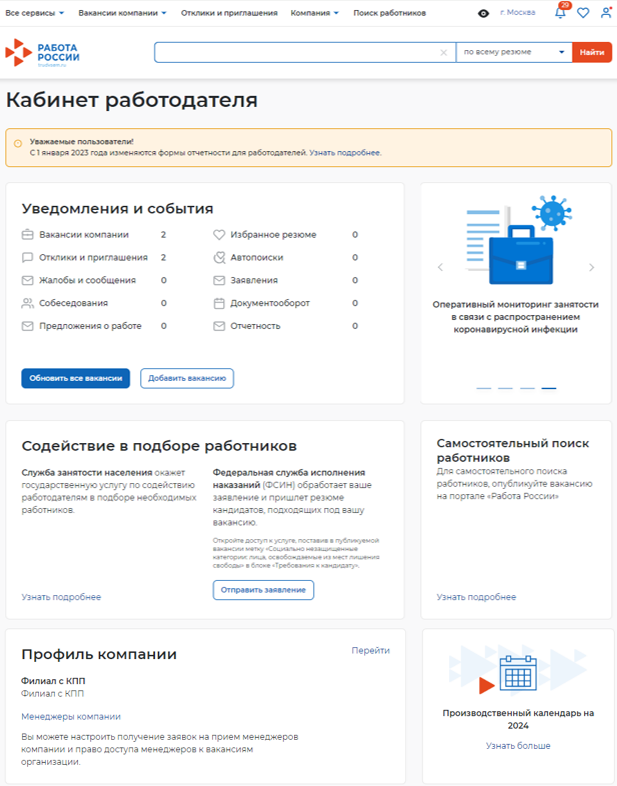 Все сервисы Вакансии компании Отклики и приглашения Компания Поиск работников г. Москва 29
РАБОТА
РОССИИ
trudvsem.ru
по всему резюме Найти
Кабинет работодателя
Уважаемые пользователи!
С 1 января 2023 года изменяются формы отчетности для работодателей. Узнать подробнее.
Уведомления и события
Вакансии компании 2 Избранное резюме 0
Отклики и приглашения 2 Автопоиски 0
Жалобы и сообщения 0 Заявления 0
Собеседования 0 Документооборот 0
Предложения о работе 0 Отчетность 0
Обновить все вакансии Добавить вакансию
Оперативный мониторинг занятости
в связи с распространением
коронавирусной инфекции
Содействие в подборе работников
Служба занятости населения окажет
государственную услугу по содействию
работодателям в подборе необходимых
работников.
Узнать подробнее
Федеральная служба исполнения
наказаний (ФСИН) обработает ваше
заявление и пришлет резюме
кандидатов, подходящих под вашу
вакансию.
Откройте доступ к услуге, поставив в публикуемой
вакансии метку «Социально незащищенные
категории: лица, освобождаемые из мест лишения
свободы» в блоке «Требования к кандидату».
Отправить заявление
Самостоятельный поиск
работников
Для самостоятельного поиска
работников, опубликуйте вакансию
на портале «Работа России»
Узнать подробнее
Профиль компании Перейти
Филиал с КПП
Филиал с КПП
Менеджеры компании
Вы можете настроить получение заявок на прием менеджеров
компании и право доступа менеджеров к вакансиям
организации.
Производственный календарь на
2024
Узнать больше